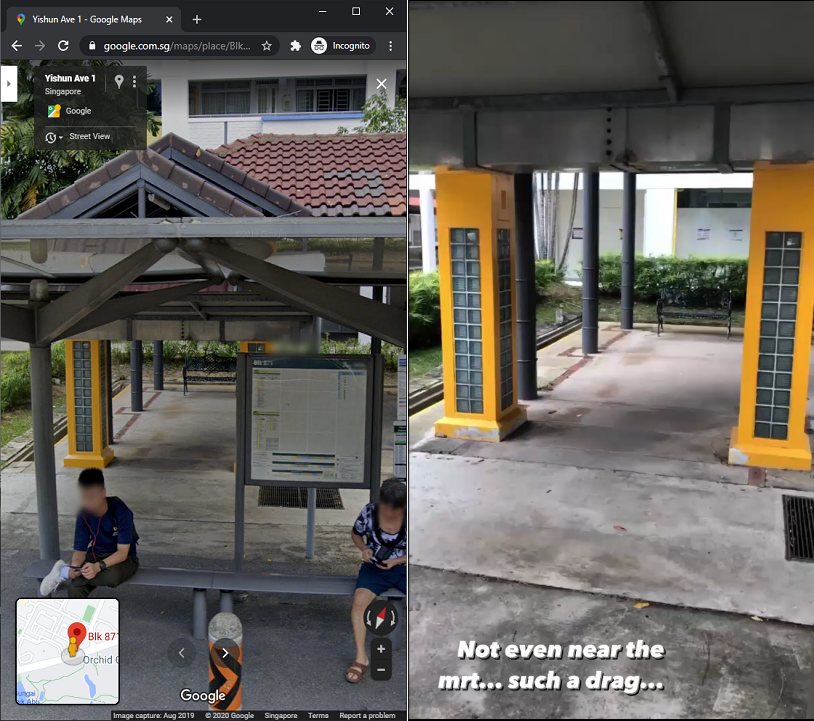 Yishun Ave 1 - Google Maps
google.com.sg/maps/place/Blk...
Incognito
Yishun Ave 1
Singapore
Google
Street View
Blk 871
Orchid
Google
Image capture: Aug 2019 © 2020 Google Singapore Terms Report a problem
Not even near the
mrt... such a drag...